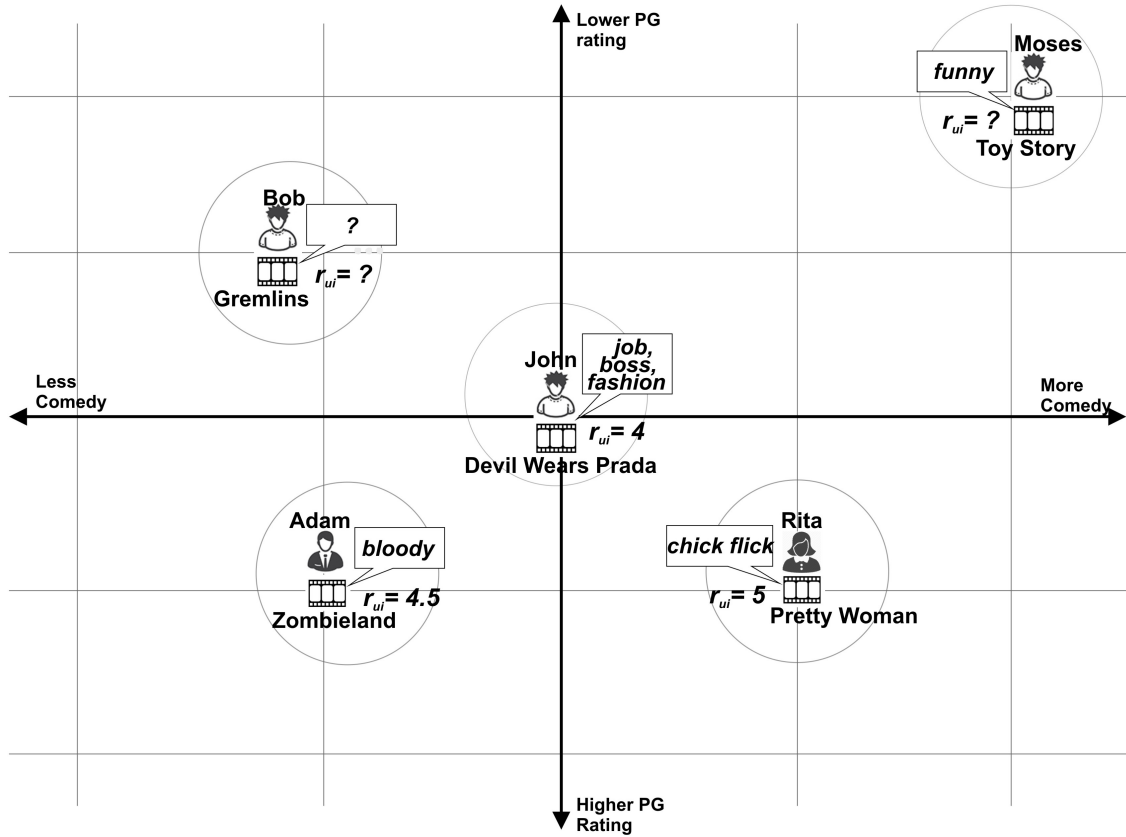 Lower PG
rating
Moses
funny
r_ui= ?
Toy Story
Bob
?
r_ui= ?
Gremlins
John
job,
boss,
fashion
Less
Comedy
More
Comedy
r_ui= 4
Devil Wears Prada
Adam
bloody
r_ui= 4.5
Zombieland
Rita
chick flick
r_ui= 5
Pretty Woman
Higher PG
Rating